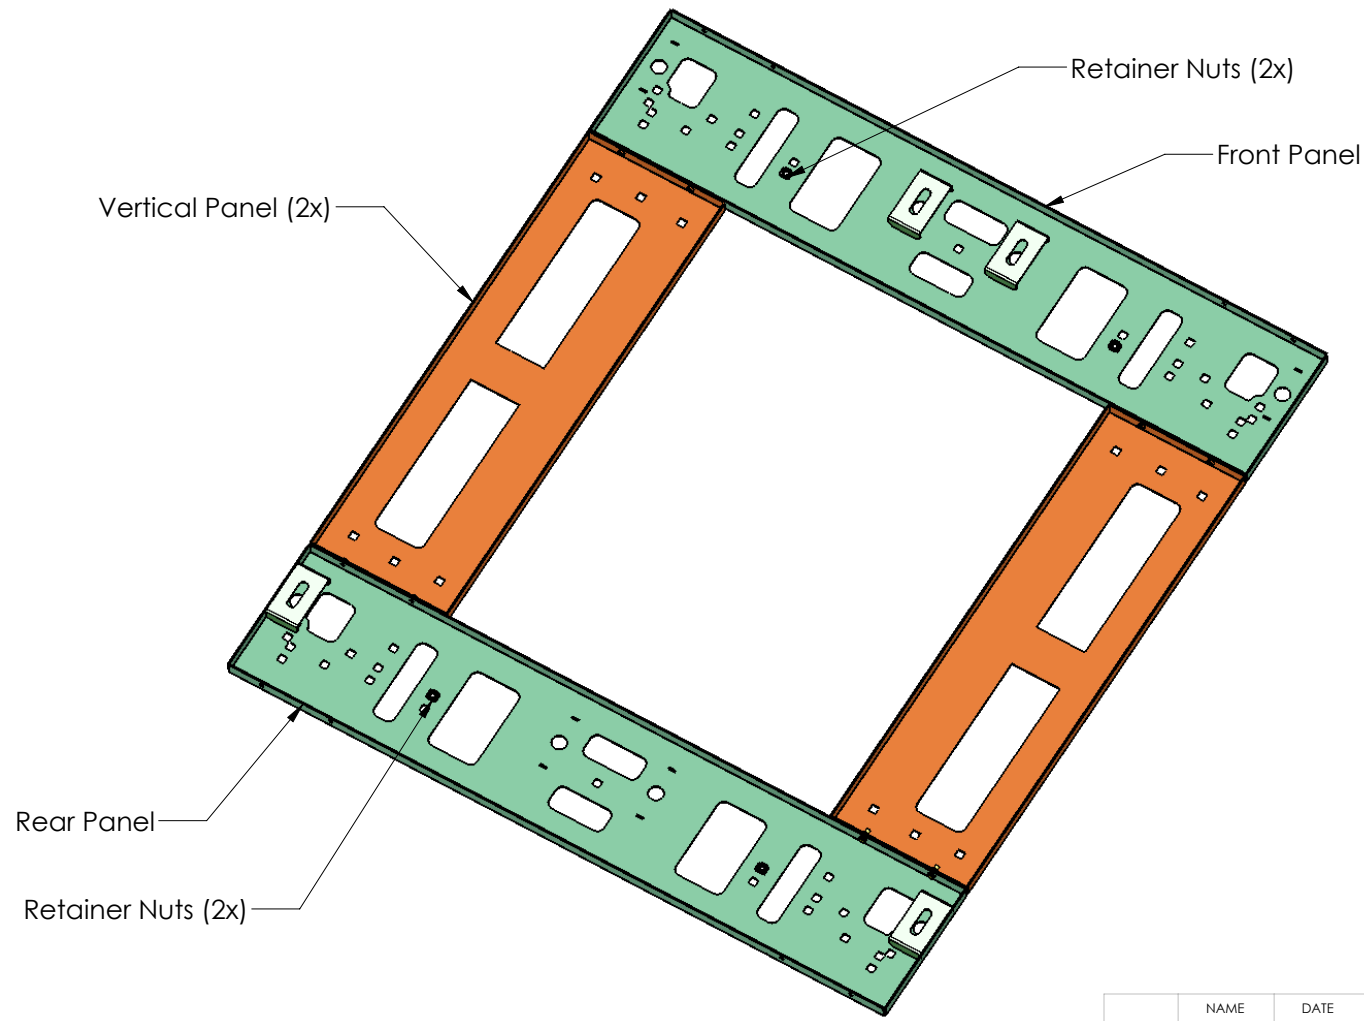 Retainer Nuts (2x)
Front Panel
Vertical Panel (2x)
Rear Panel
Retainer Nuts (2x)
NAME DATE